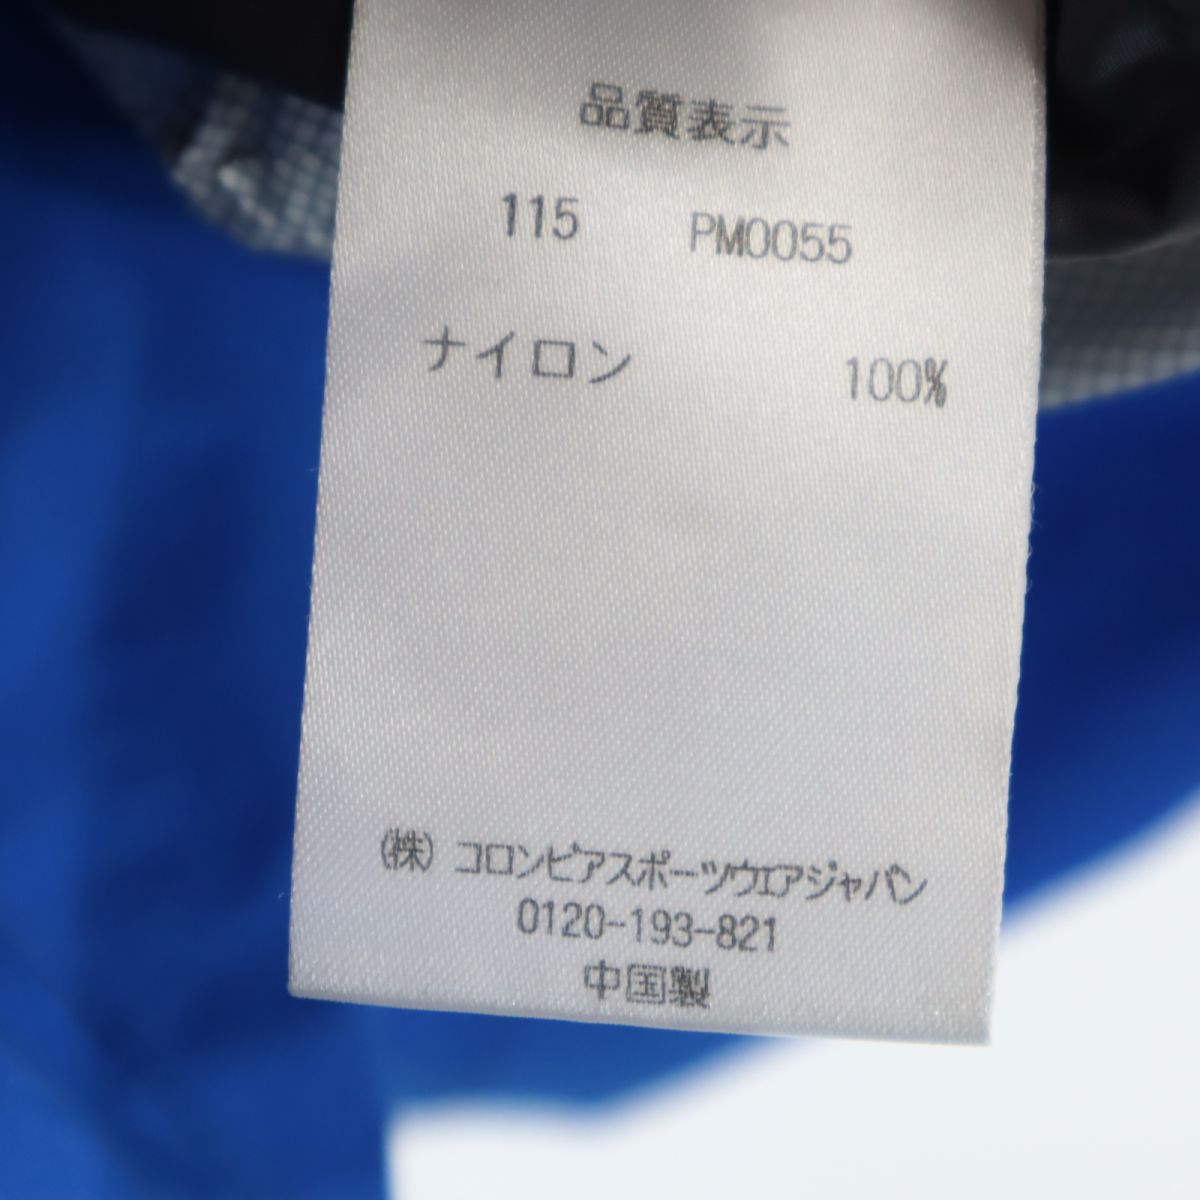 品質表示
115 PM0055
ナイロン 100%
(株) コロンビアスポーツウエアジャパン
0120-193-821
中国製